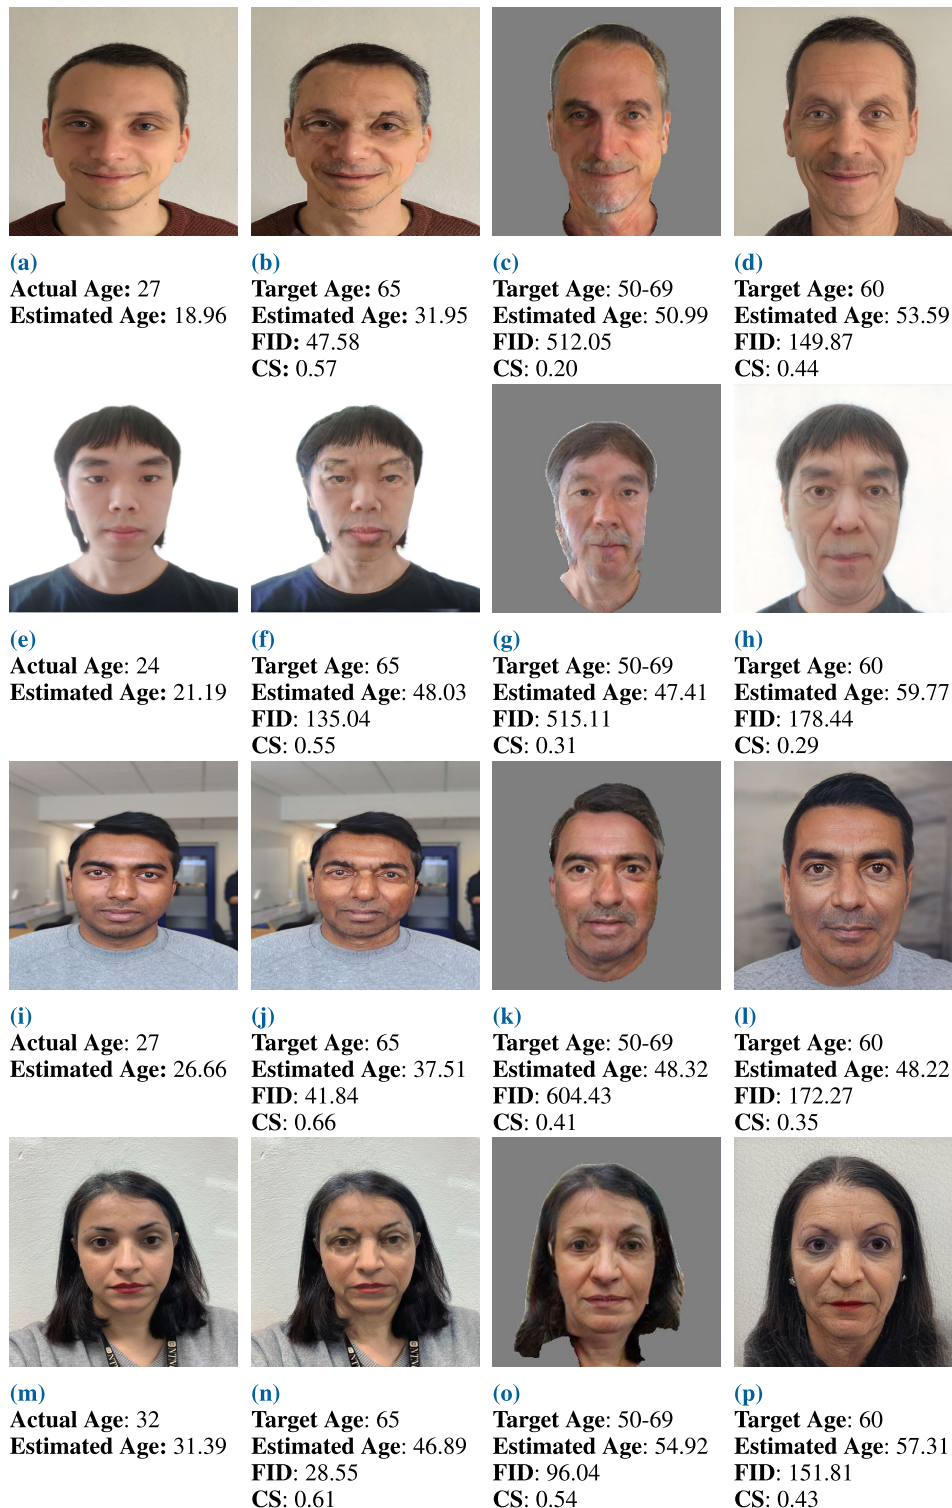 (a)
Actual Age: 27
Estimated Age: 18.96
(b)
Target Age: 65
Estimated Age: 31.95
FID: 47.58
CS: 0.57
(c)
Target Age: 50-69
Estimated Age: 50.99
FID: 512.05
CS: 0.20
(d)
Target Age: 60
Estimated Age: 53.59
FID: 149.87
CS: 0.44
(e)
Actual Age: 24
Estimated Age: 21.19
(f)
Target Age: 65
Estimated Age: 48.03
FID: 135.04
CS: 0.55
(g)
Target Age: 50-69
Estimated Age: 47.41
FID: 515.11
CS: 0.31
(h)
Target Age: 60
Estimated Age: 59.77
FID: 178.44
CS: 0.29
(i)
Actual Age: 27
Estimated Age: 26.66
(j)
Target Age: 65
Estimated Age: 37.51
FID: 41.84
CS: 0.66
(k)
Target Age: 50-69
Estimated Age: 48.32
FID: 604.43
CS: 0.41
(l)
Target Age: 60
Estimated Age: 48.22
FID: 172.27
CS: 0.35
(m)
Actual Age: 32
Estimated Age: 31.39
(n)
Target Age: 65
Estimated Age: 46.89
FID: 28.55
CS: 0.61
(o)
Target Age: 50-69
Estimated Age: 54.92
FID: 96.04
CS: 0.54
(p)
Target Age: 60
Estimated Age: 57.31
FID: 151.81
CS: 0.43